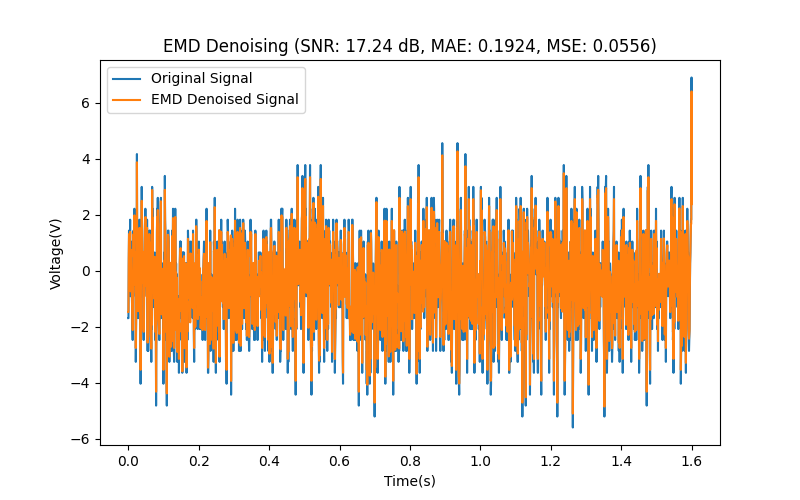 EMD Denoising (SNR: 17.24 dB, MAE: 0.1924, MSE: 0.0556)
Original Signal
EMD Denoised Signal
6
4
2
0
−2
−4
−6
Voltage(V)
0.0 0.2 0.4 0.6 0.8 1.0 1.2 1.4 1.6
Time(s)